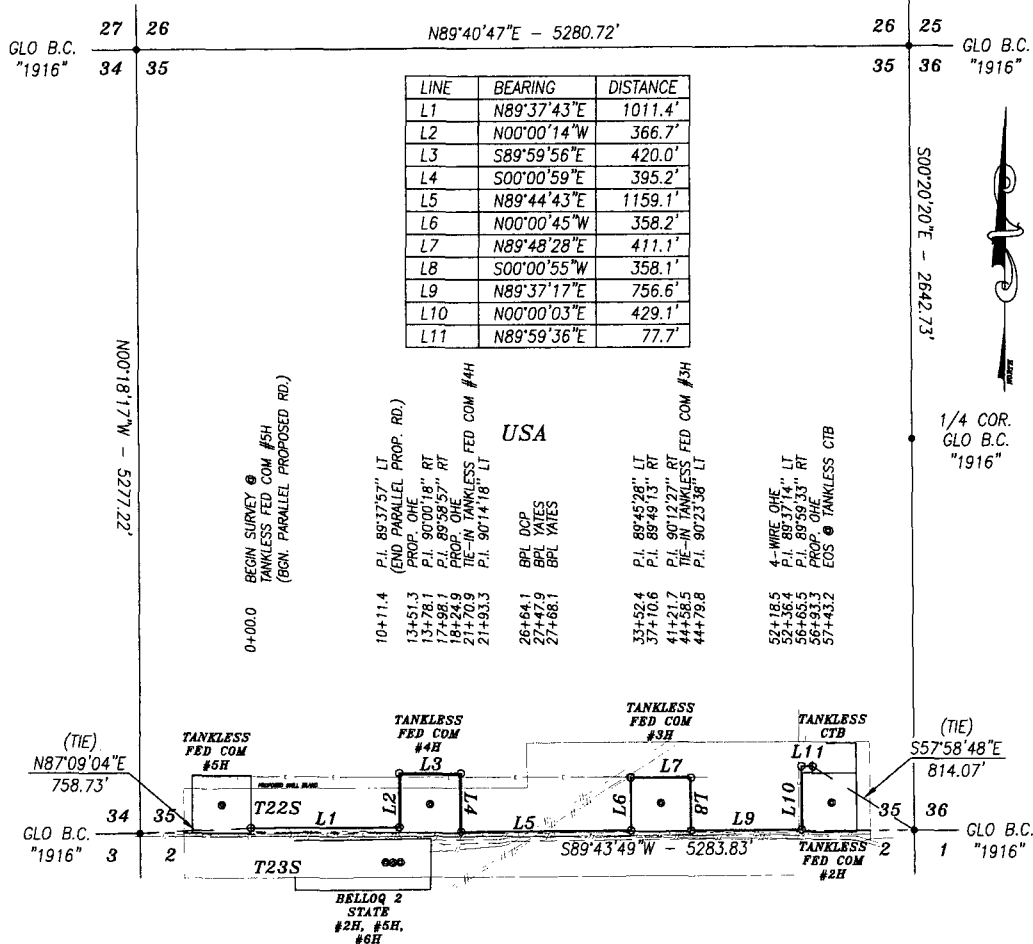 27 26
N89°40'47"E - 5280.72'
26 25
GLO B.C.
"1916"
34 35
35 36
GLO B.C.
"1916"
LINE BEARING DISTANCE
L1 N89°37'43"E 1011.4'
L2 N00°00'14"W 366.7'
L3 S89°59'56"E 420.0'
L4 S00°00'59"E 395.2'
L5 N89°44'43"E 1159.1'
L6 N00°00'45"W 358.2'
L7 N89°48'28"E 411.1'
L8 S00°00'55"W 358.1'
L9 N89°37'17"E 756.6'
L10 N00°00'03"E 429.1'
L11 N89°59'36"E 77.7'
S00°20'20"E - 2642.73'
NORTH
1/4 COR.
GLO B.C.
"1916"
N00°18'17"W - 5277.22'
USA
0+00.0 BEGIN SURVEY @
TANKLESS FED COM #5H
(BGN. PARALLEL PROPOSED RD.)
10+11.4 P.I. 89°37'57" LT
(END PARALLEL PROP. RD.)
13+51.3 PROP. OHE
13+78.1 P.I. 90°00'18" RT
17+98.1 P.I. 89°58'57" RT
18+24.9 PROP. OHE
21+70.9 TIE-IN TANKLESS FED COM #4H
21+93.3 P.I. 90°14'18" LT
26+64.1 BPL DCP
27+47.9 BPL YATES
27+68.1 BPL YATES
33+52.4 P.I. 89°45'28" LT
37+10.6 P.I. 89°49'13" RT
41+21.7 P.I. 90°12'27" RT
44+58.5 TIE-IN TANKLESS FED COM #3H
44+79.8 P.I. 90°23'38" LT
52+18.5 4-WIRE OHE
52+36.4 P.I. 89°37'14" LT
56+65.5 P.I. 89°59'33" RT
56+93.3 PROP. OHE
57+43.2 EOS @ TANKLESS CTB
(TIE)
N87°09'04"E
758.73'
TANKLESS
FED COM
#5H
TANKLESS
FED COM
#4H
TANKLESS
FED COM
#3H
TANKLESS
CTB
(TIE)
S57°58'48"E
814.07'
L3
L7
L11
L2
L4
L6
L8
L10
34 35
T22S
L1
L5
L9
35 36
GLO B.C.
"1916"
3 2
T23S
S89°43'49"W - 5283.83'
TANKLESS
FED COM
#2H
2 1
GLO B.C.
"1916"
BELLOQ 2
STATE
#2H, #5H,
#6H